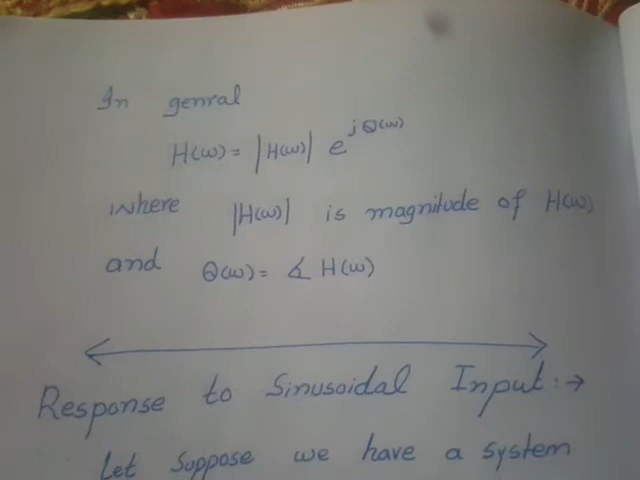 In genral
H(ω) = |H(ω)| e^{jθ(ω)}
where |H(ω)| is magnitude of H(ω)
and θ(ω) = ∡ H(ω)
Response to Sinusoidal Input :→
Let Suppose we have a system